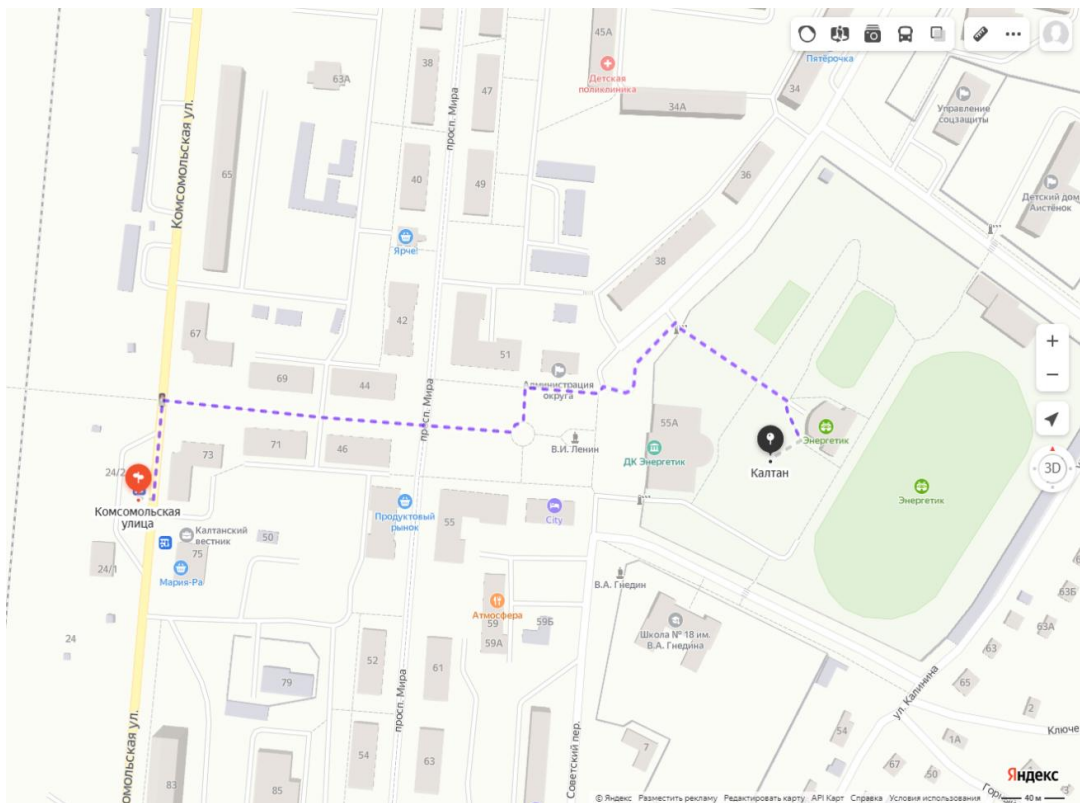 45А
Детская
поликлиника
Пятёрочка
38
47
63А
34
34А
Управление
соцзащиты
Комсомольская ул.
просп. Мира
65
40
49
36
Детский дом
Аистёнок
Ярче!
38
67
42
51
Администрация
округа
69
44
просп. Мира
55А
Энергетик
71
46
В.И. Ленин
ДК Энергетик
73
24/2
Калтан
3D
Комсомольская
улица
Энергетик
Продуктовый
рынок
55
City
Калтанский
вестник
50
75
24/1
Мария-Ра
В.А. Гнедин
Атмосфера
59
59Б
59А
63Б
63А
Школа № 18 им.
В.А. Гнедина
24
63
52
61
65
79
просп. Мира
ул. Калинина
2
Ключе
54
1А
7
54
63
Советский пер.
омольская ул.
67
50
83
85
Яндекс
© Яндекс Разместить рекламу Редактировать карту API Карт Справка Условия использования
40 м